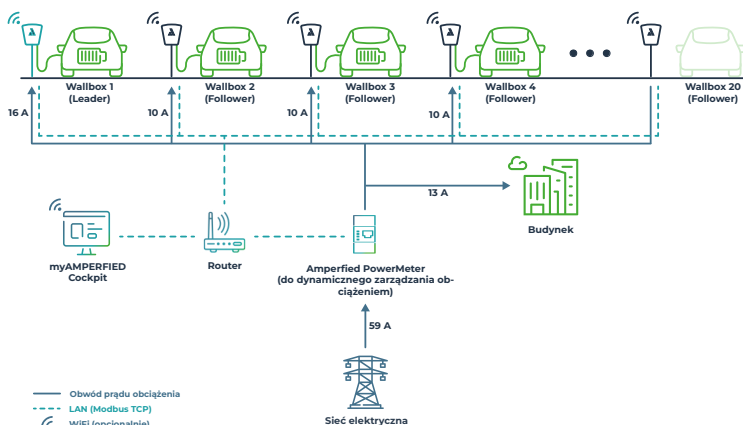 Wallbox 1
(Leader)
Wallbox 2
(Follower)
Wallbox 3
(Follower)
Wallbox 4
(Follower)
Wallbox 20
(Follower)
16 A
10 A
10 A
10 A
13 A
Budynek
myAMPERFIED
Cockpit
Router
Amperfied PowerMeter
(do dynamicznego zarządzania ob-
ciążeniem)
59 A
Sieć elektryczna
Obwód prądu obciążenia
LAN (Modbus TCP)
WiFi (opcjonalnie)